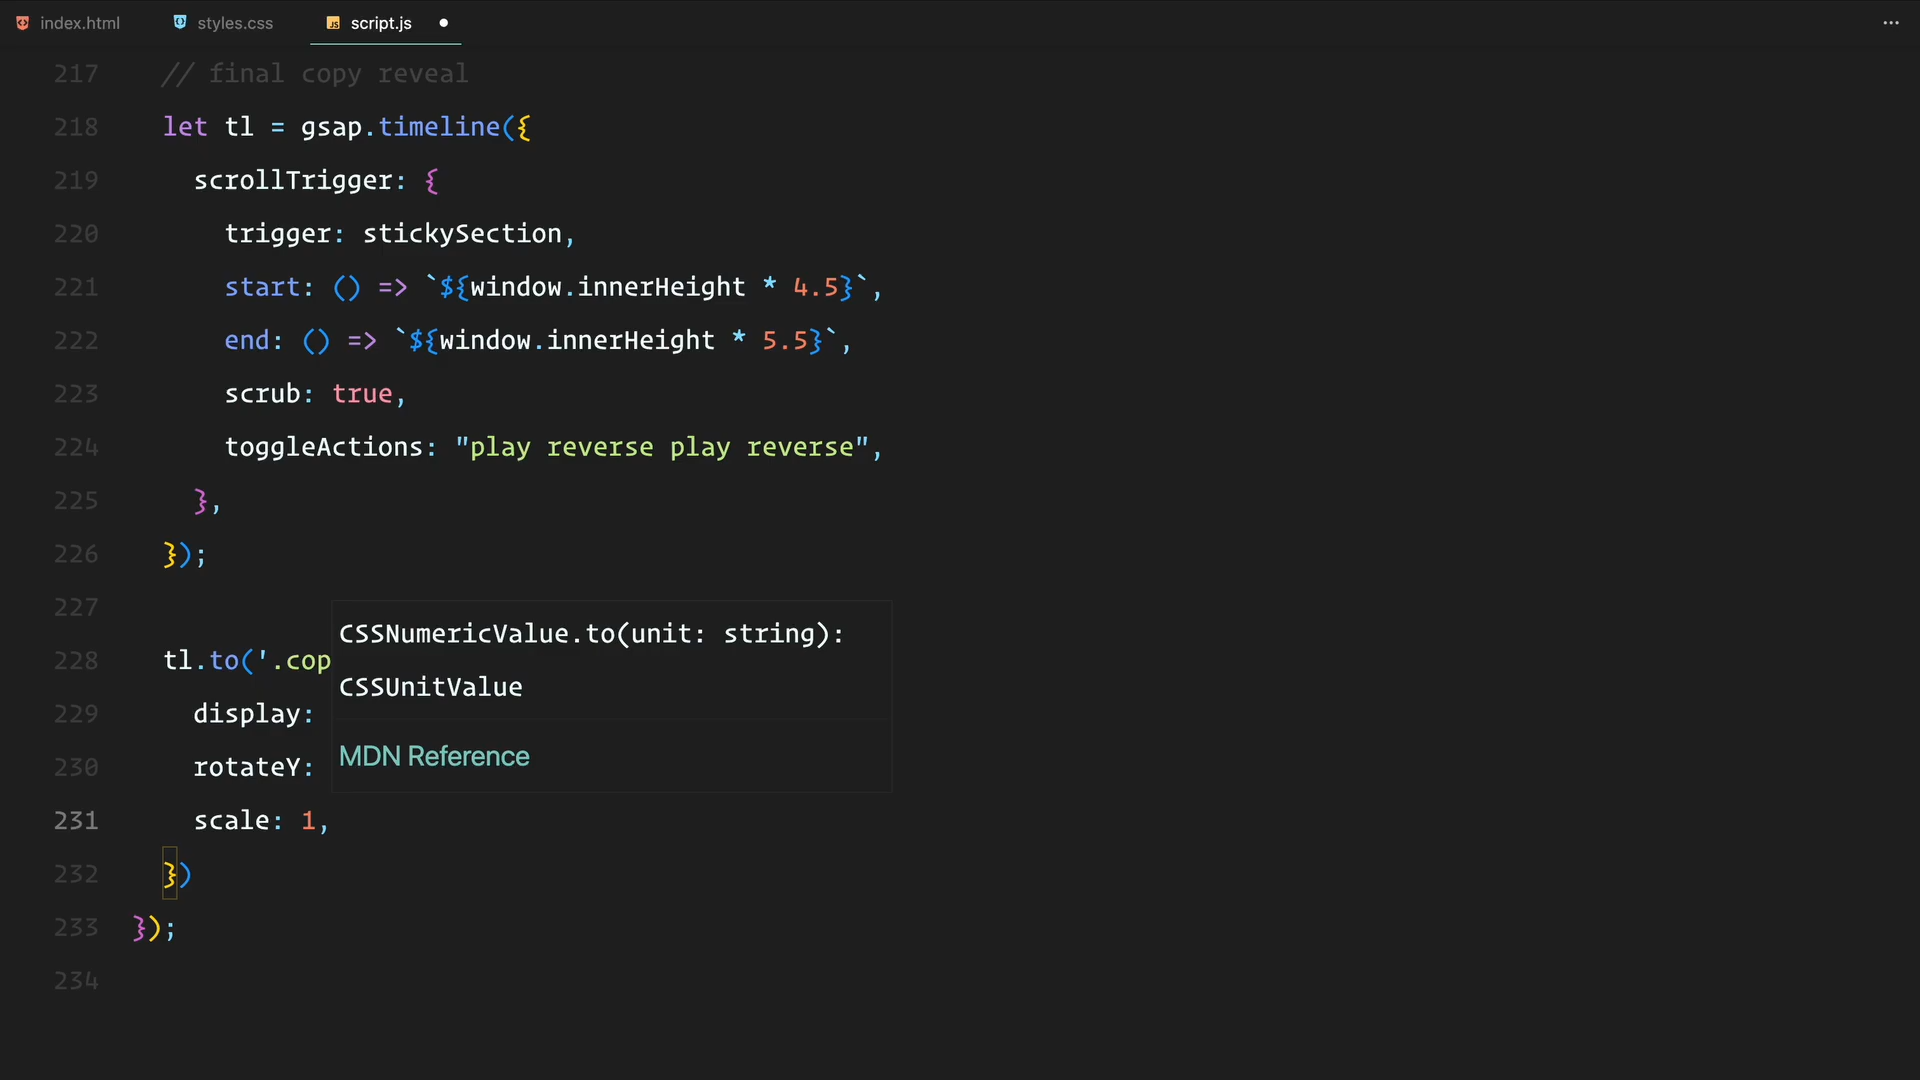 index.html styles.css JS script.js
217 // final copy reveal
218 let tl = gsap.timeline({
219 scrollTrigger: {
220 trigger: stickySection,
221 start: () => `${window.innerHeight * 4.5}`,
222 end: () => `${window.innerHeight * 5.5}`,
223 scrub: true,
224 toggleActions: "play reverse play reverse",
225 },
226 });
227
CSSNumericValue.to(unit: string):
228 tl.to('.cop
CSSUnitValue
229 display:
MDN Reference
230 rotateY:
231 scale: 1,
232 })
233 });
234